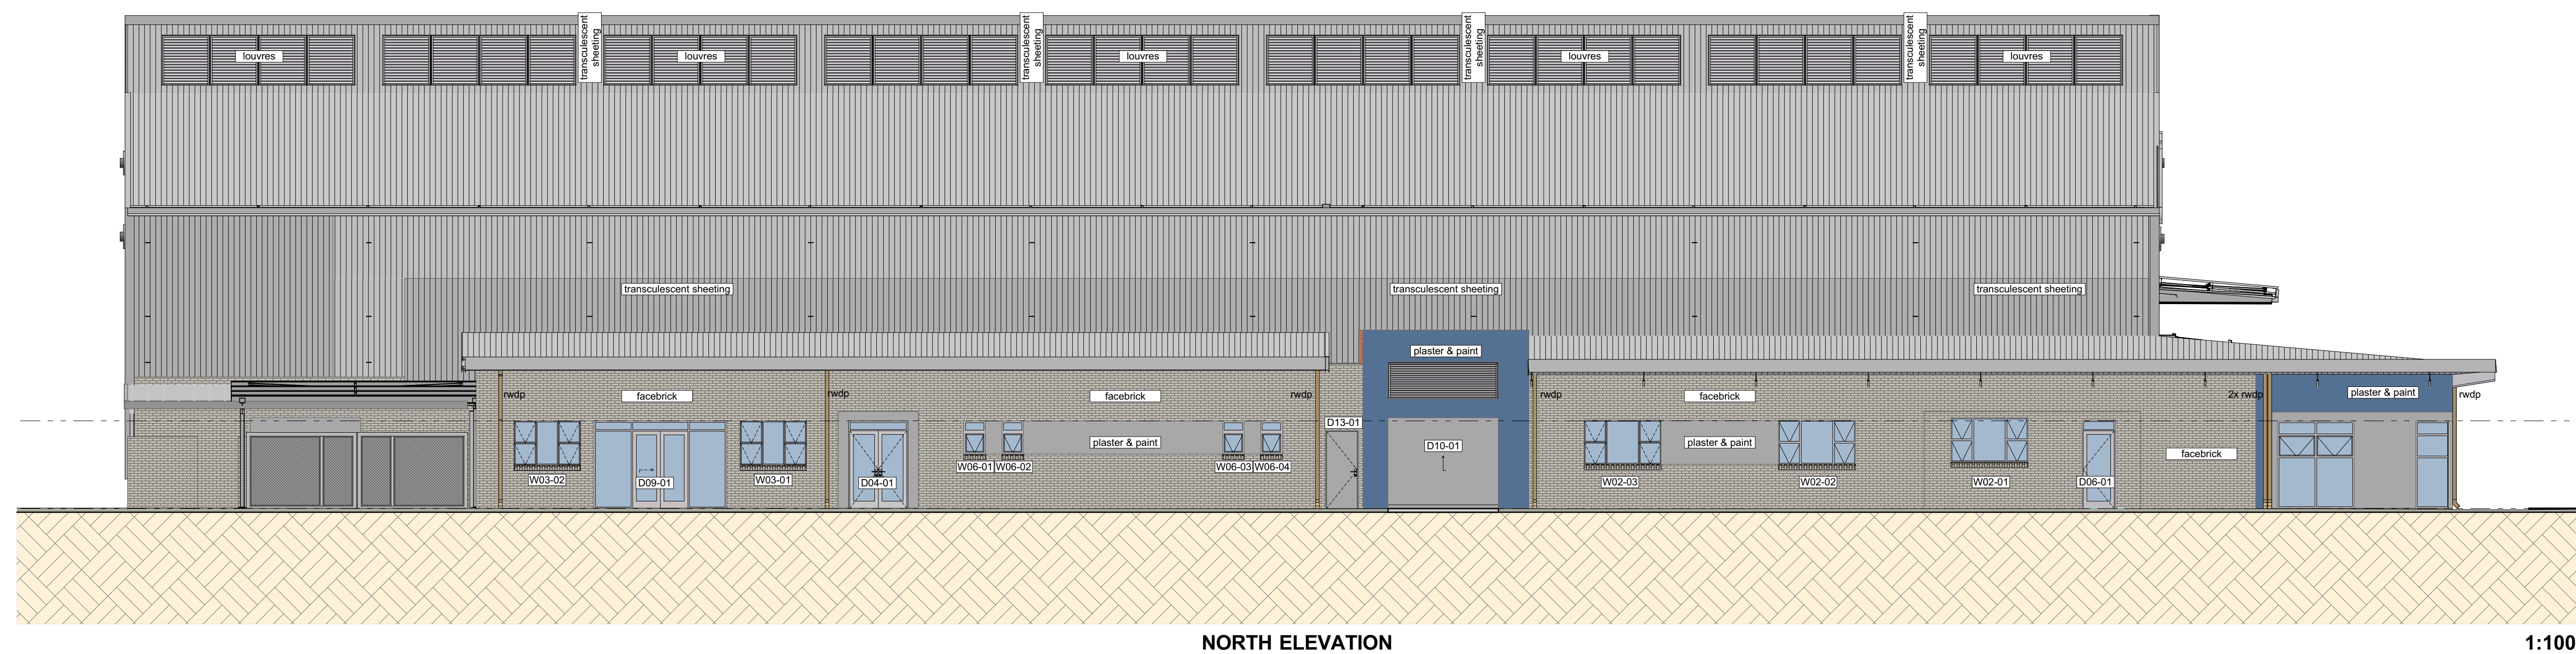 transculescent
sheeting
transculescent
sheeting
transculescent
sheeting
transculescent
sheeting
louvres
louvres
louvres
louvres
louvres
transculescent sheeting
transculescent sheeting
transculescent sheeting
plaster & paint
rwdp
facebrick
rwdp
facebrick
rwdp
rwdp
facebrick
2x rwdp
plaster & paint
rwdp
D13-01
plaster & paint
D10-01
plaster & paint
facebrick
W06-01
W06-02
W06-03
W06-04
W03-02
D09-01
W03-01
D04-01
W02-03
W02-02
W02-01
D06-01
NORTH ELEVATION
1:100